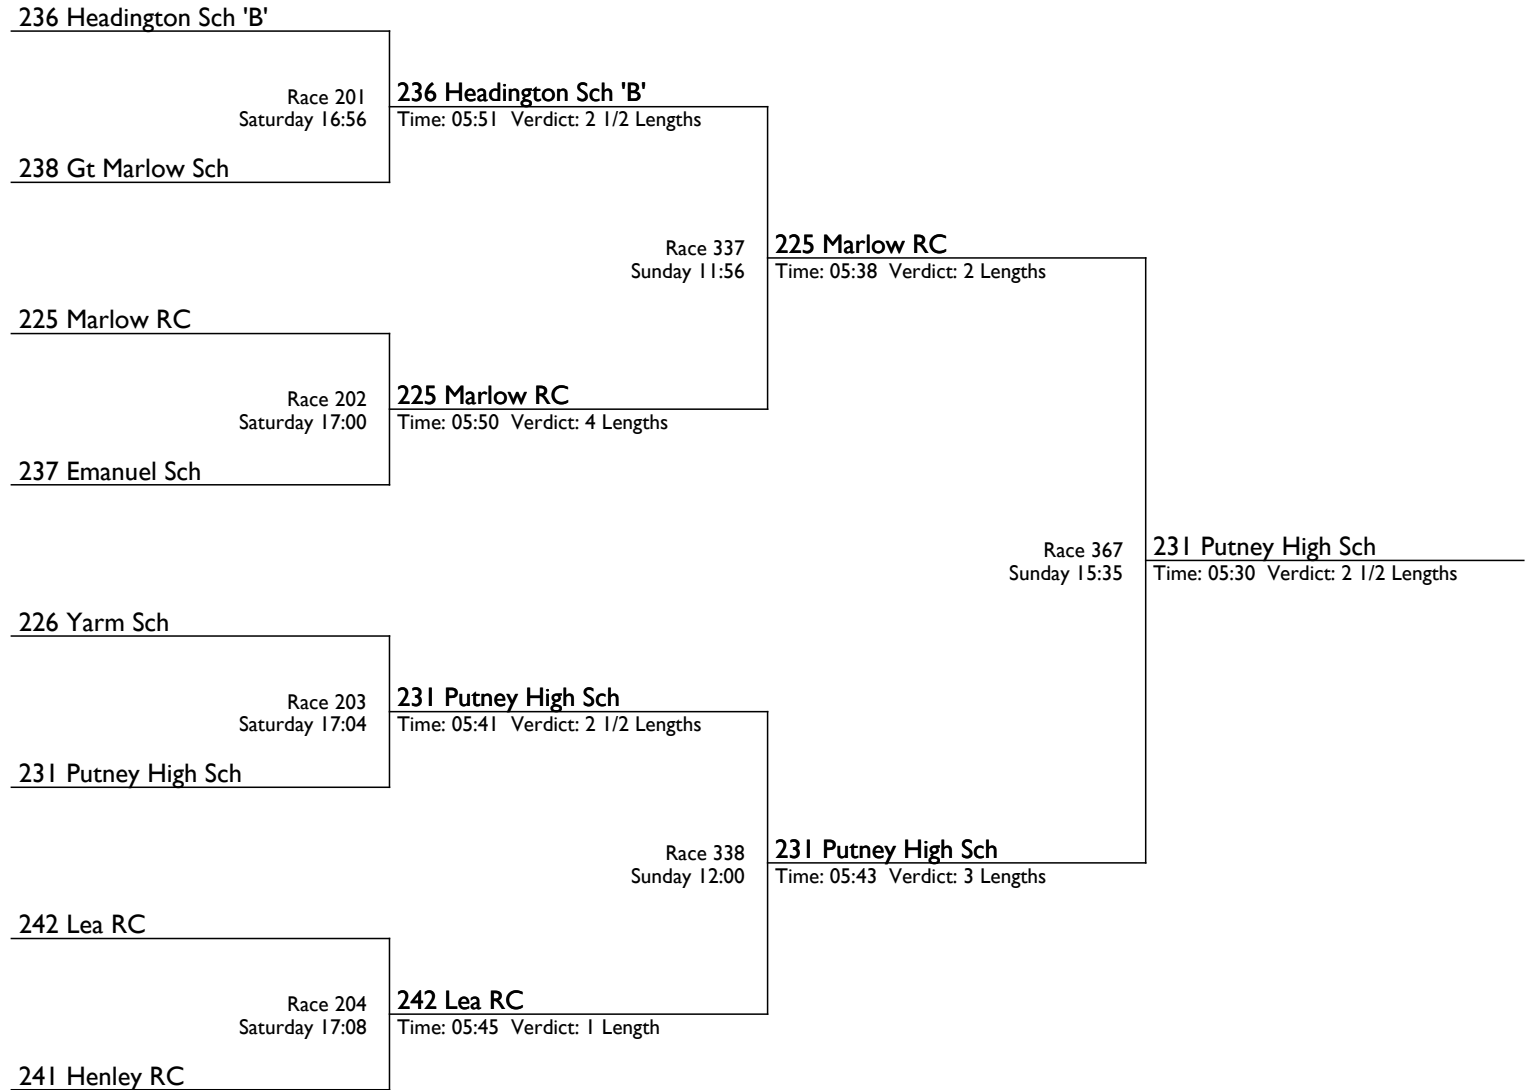 236 Headington Sch 'B'
Race 201
Saturday 16:56
236 Headington Sch 'B'
Time: 05:51 Verdict: 2 1/2 Lengths
238 Gt Marlow Sch
Race 337
Sunday 11:56
225 Marlow RC
Time: 05:38 Verdict: 2 Lengths
225 Marlow RC
Race 202
Saturday 17:00
225 Marlow RC
Time: 05:50 Verdict: 4 Lengths
237 Emanuel Sch
Race 367
Sunday 15:35
231 Putney High Sch
Time: 05:30 Verdict: 2 1/2 Lengths
226 Yarm Sch
Race 203
Saturday 17:04
231 Putney High Sch
Time: 05:41 Verdict: 2 1/2 Lengths
231 Putney High Sch
Race 338
Sunday 12:00
231 Putney High Sch
Time: 05:43 Verdict: 3 Lengths
242 Lea RC
Race 204
Saturday 17:08
242 Lea RC
Time: 05:45 Verdict: 1 Length
241 Henley RC